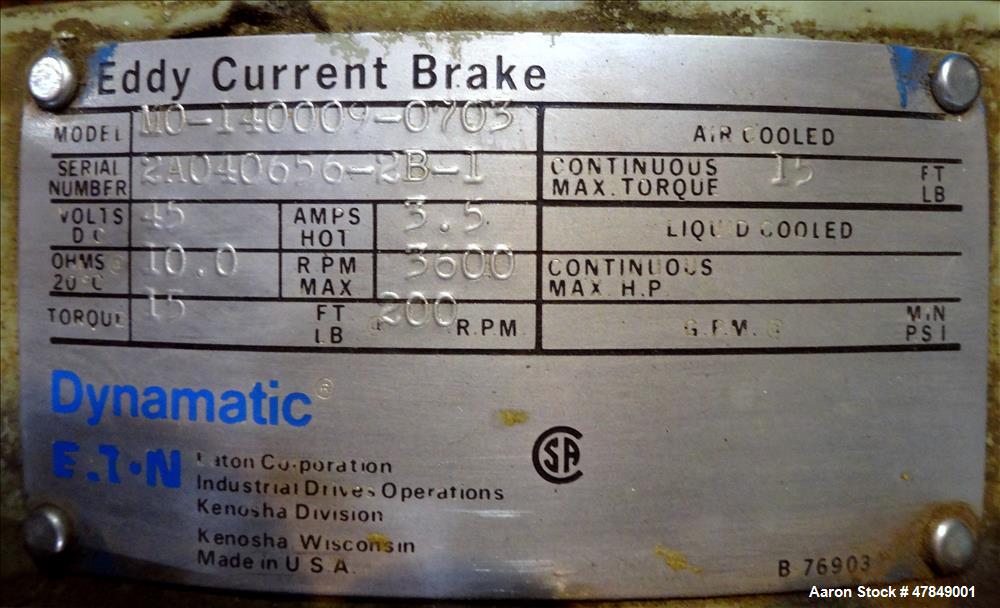 Eddy Current Brake
MODEL MO-140009-0703
AIR COOLED
SERIAL NUMBER 2A040656-2B-1
CONTINUOUS MAX. TORQUE 15 FT LB
VOLTS DC 45 AMPS HOT 3.5
LIQUID COOLED
OHMS @ 20°C 10.0 RPM MAX 3600
CONTINUOUS MAX H.P
TORQUE 15 FT LB @ 200 R.P.M.
G.P.M. @ MIN PSI
Dynamatic®
E.T•N
Eaton Corporation
Industrial Drives Operations
Kenosha Division
Kenosha Wisconsin
Made in U.S.A.
CSA
B 76903
Aaron Stock # 47849001